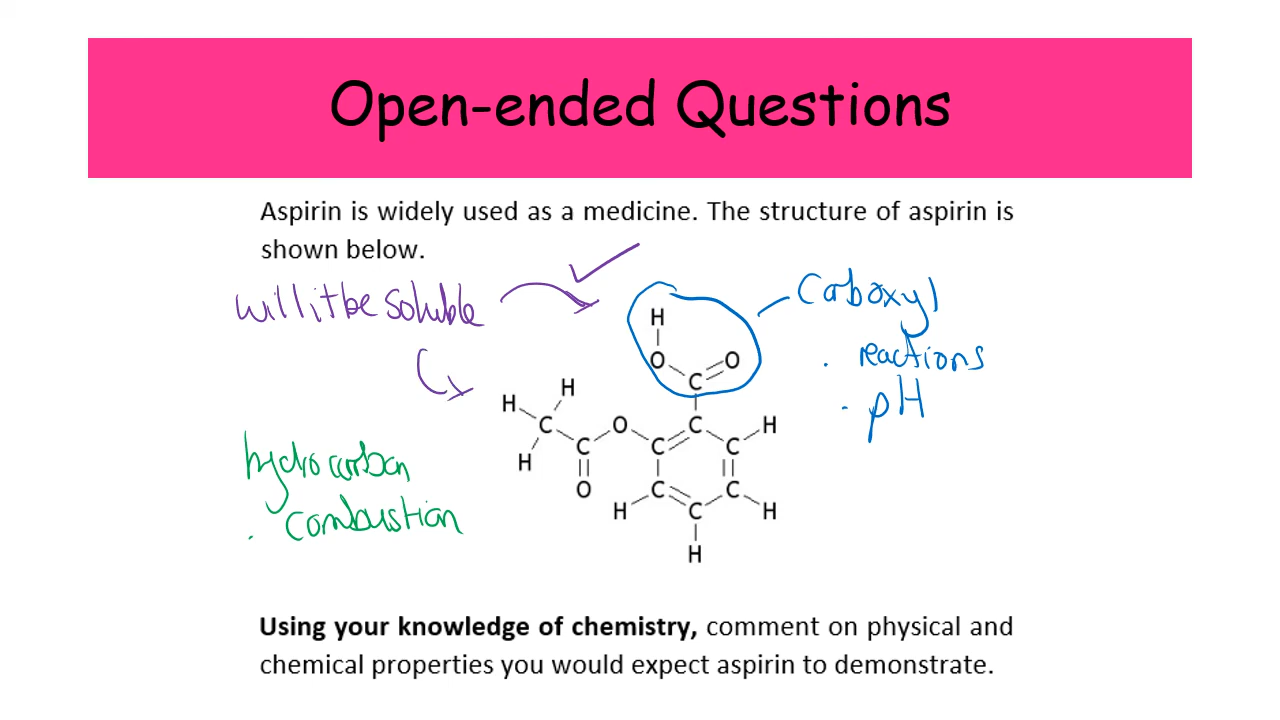 Open-ended Questions
Aspirin is widely used as a medicine. The structure of aspirin is
shown below.
will it be soluble
Carboxyl
. reactions
. pH
hydrocarbon
. combustion
H
O
O
C
H
H
C
O
C
H
C
C
C
H
O
C
C
H
C
H
H
Using your knowledge of chemistry, comment on physical and
chemical properties you would expect aspirin to demonstrate.